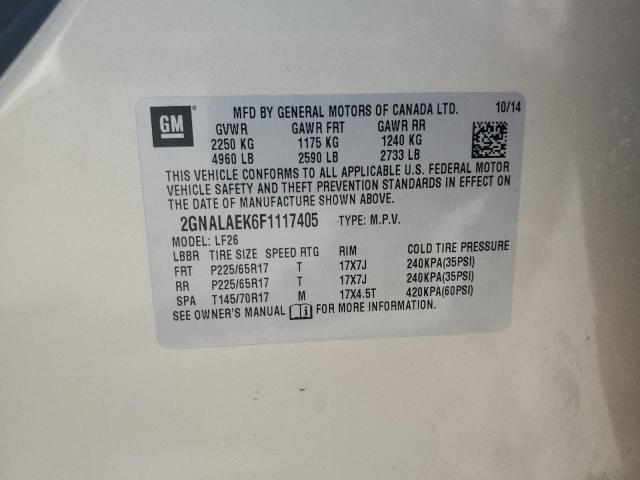 GM ® MFD BY GENERAL MOTORS OF CANADA LTD. 10/14
GVWR GAWR FRT GAWR RR
2250 KG 1175 KG 1240 KG
4960 LB 2590 LB 2733 LB
THIS VEHICLE CONFORMS TO ALL APPLICABLE U.S. FEDERAL MOTOR
VEHICLE SAFETY AND THEFT PREVENTION STANDARDS IN EFFECT ON
THE DATE OF MANUFACTURE SHOWN ABOVE.
2GNALAEK6F1117405 TYPE: M.P.V.
MODEL: LF26
LBBR TIRE SIZE SPEED RTG RIM COLD TIRE PRESSURE
FRT P225/65R17 T 17X7J 240KPA(35PSI)
RR P225/65R17 T 17X7J 240KPA(35PSI)
SPA T145/70R17 M 17X4.5T 420KPA(60PSI)
SEE OWNER'S MANUAL FOR MORE INFORMATION.